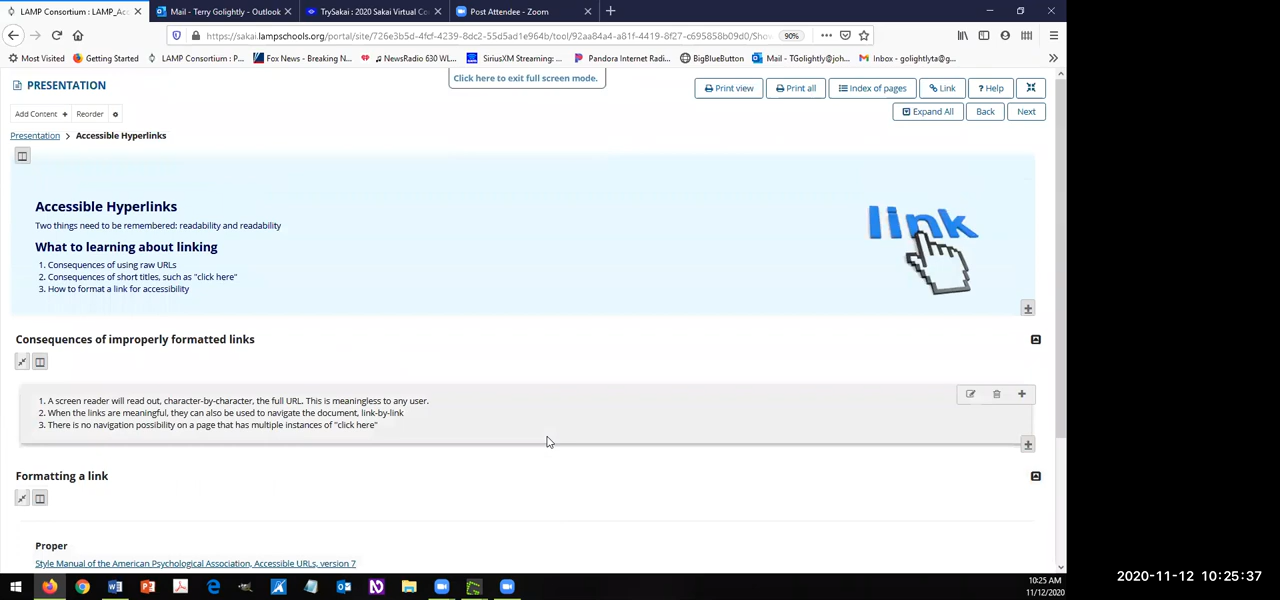 LAMP Consortium : LAMP_Ac
Mail - Terry Golightly - Outlook
TrySakai : 2020 Sakai Virtual Co
Post Attendee - Zoom
https://sakai.lampschools.org/portal/site/726e3b5d-4fcf-4239-8dc2-55d5ad1e964b/tool/92aa84a4-a81f-4419-8f27-c695858b09d0/Show
90%
Most Visited
Getting Started
LAMP Consortium : P...
Fox News - Breaking N...
NewsRadio 630 WL...
SiriusXM Streaming: ...
Pandora Internet Radi...
BigBlueButton
Mail - TGolightly@joh...
Inbox - golightlyta@g...
Click here to exit full screen mode.
PRESENTATION
Print view
Print all
Index of pages
Link
? Help
Add Content +
Reorder
Expand All
Back
Next
Presentation > Accessible Hyperlinks
Accessible Hyperlinks
Two things need to be remembered: readability and readability
What to learning about linking
1. Consequences of using raw URLs
2. Consequences of short titles, such as "click here"
3. How to format a link for accessibility
link
Consequences of improperly formatted links
1. A screen reader will read out, character-by-character, the full URL. This is meaningless to any user.
2. When the links are meaningful, they can also be used to navigate the document, link-by-link
3. There is no navigation possibility on a page that has multiple instances of "click here"
Formatting a link
Proper
Style Manual of the American Psychological Association, Accessible URLs, version 7
10:25 AM
11/12/2020
2020-11-12 10:25:37